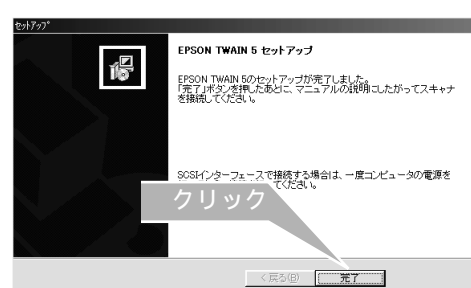 セットアップ
EPSON TWAIN 5 セットアップ
EPSON TWAIN 5のセットアップが完了しました。
「完了」ボタンを押したあとに、マニュアルの説明にしたがってスキャナ
を接続してください。
SCSIインターフェースで接続する場合は、一度コンピュータの電源を
てください。
クリック
< 戻る(B)
完了